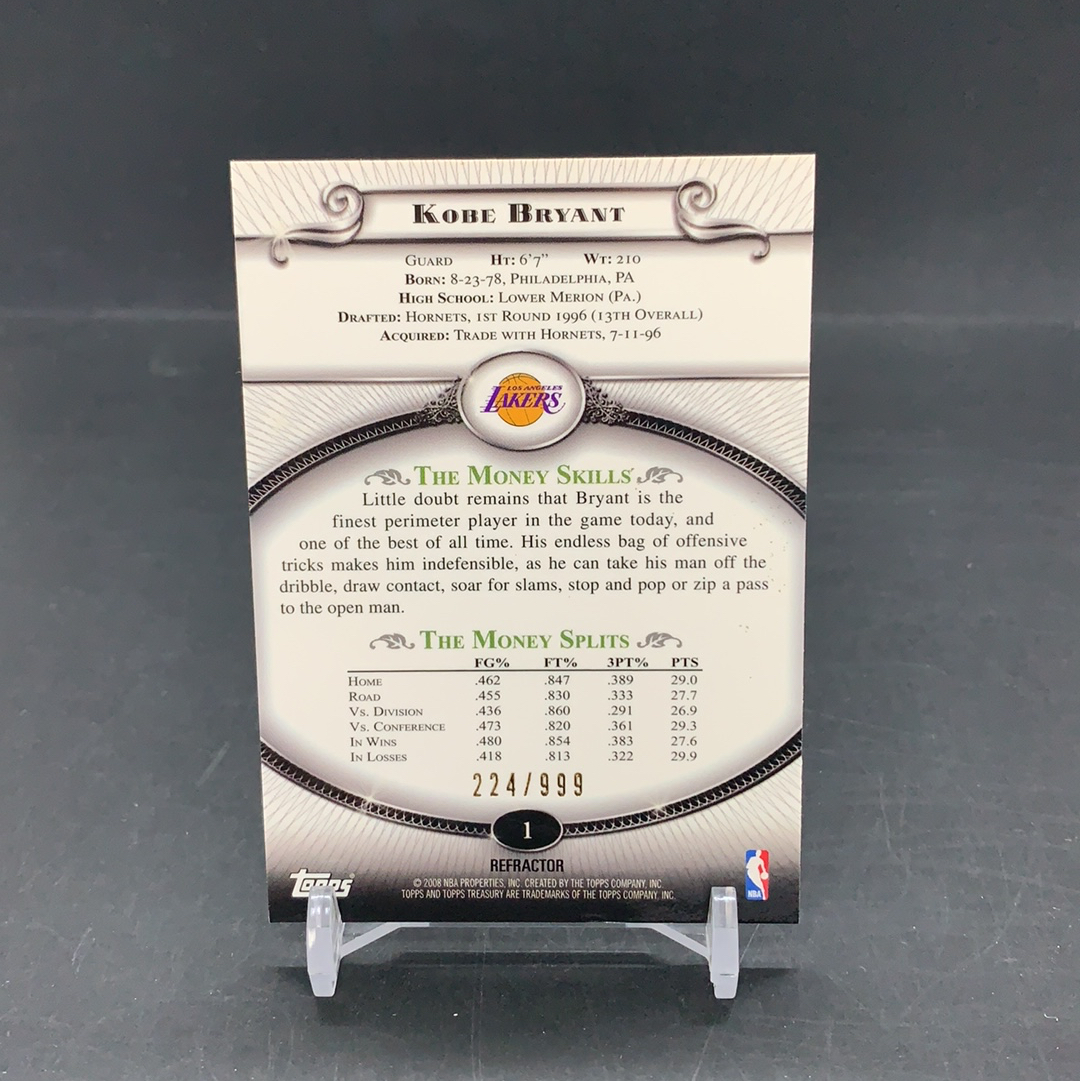 KOBE BRYANT
GUARD HT: 6'7" WT: 210
BORN: 8-23-78, PHILADELPHIA, PA
HIGH SCHOOL: LOWER MERION (PA.)
DRAFTED: HORNETS, 1ST ROUND 1996 (13TH OVERALL)
ACQUIRED: TRADE WITH HORNETS, 7-11-96
LOS ANGELES
LAKERS
THE MONEY SKILLS
Little doubt remains that Bryant is the
finest perimeter player in the game today, and
one of the best of all time. His endless bag of offensive
tricks makes him indefensible, as he can take his man off the
dribble, draw contact, soar for slams, stop and pop or zip a pass
to the open man.
THE MONEY SPLITS
FG% FT% 3PT% PTS
HOME .462 .847 .389 29.0
ROAD .455 .830 .333 27.7
VS. DIVISION .436 .860 .291 26.9
VS. CONFERENCE .473 .820 .361 29.3
IN WINS .480 .854 .383 27.6
IN LOSSES .418 .813 .322 29.9
224/999
1
REFRACTOR
Topps
© 2008 NBA PROPERTIES, INC. CREATED BY THE TOPPS COMPANY, INC.
TOPPS AND TOPPS TREASURY ARE TRADEMARKS OF THE TOPPS COMPANY, INC.
NBA